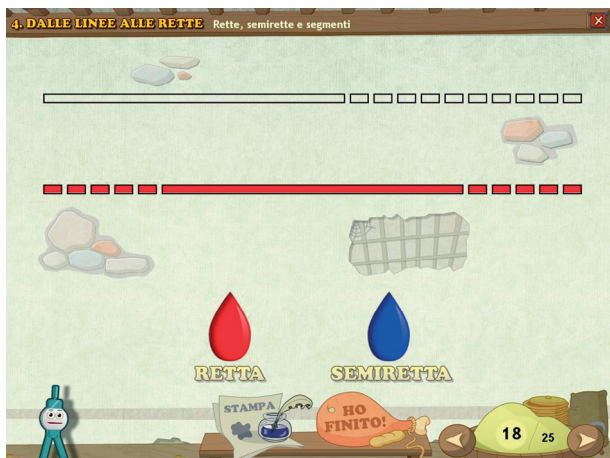 4. DALLE LINEE ALLE RETTE Rette, semirette e segmenti
RETTA
SEMIRETTA
STAMPA
HO
FINITO!
18
25